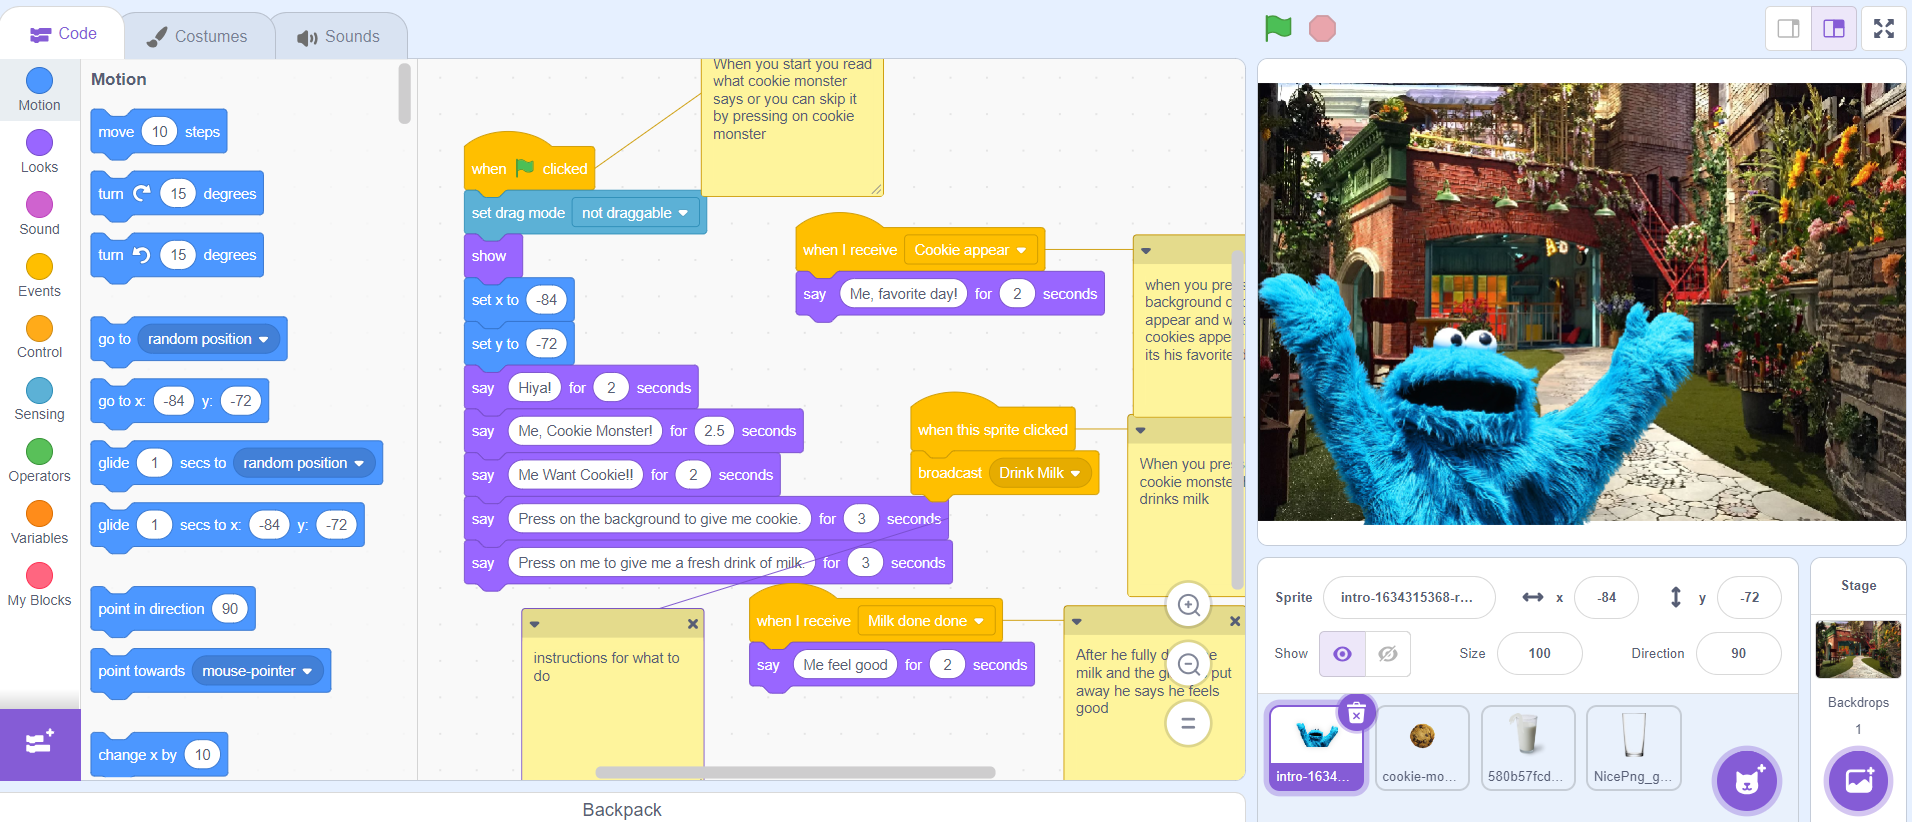 Code
Costumes
Sounds
Motion
Looks
Sound
Events
Control
Sensing
Operators
Variables
My Blocks
Motion
move 10 steps
turn 15 degrees
turn 15 degrees
go to random position
go to x: -84 y: -72
glide 1 secs to random position
glide 1 secs to x: -84 y: -72
point in direction 90
point towards mouse-pointer
change x by 10
when clicked
set drag mode not draggable
show
set x to -84
set y to -72
say Hiya! for 2 seconds
say Me, Cookie Monster! for 2.5 seconds
say Me Want Cookie!! for 2 seconds
say Press on the background to give me cookie. for 3 seconds
say Press on me to give me a fresh drink of milk. for 3 seconds
When you start you read
what cookie monster
says or you can skip it
by pressing on cookie
monster
when I receive Cookie appear
say Me, favorite day! for 2 seconds
when you pres
background c
appear and w
cookies appe
its his favorite
when this sprite clicked
broadcast Drink Milk
When you pres
cookie monste
drinks milk
instructions for what to
do
when I receive Milk done done
say Me feel good for 2 seconds
After he fully d e
milk and the g put
away he says he feels
good
Backpack
Sprite intro-1634315368-r... x -84 y -72
Show Size 100 Direction 90
intro-1634...
cookie-mo...
580b57fcd...
NicePng_g...
Stage
Backdrops
1